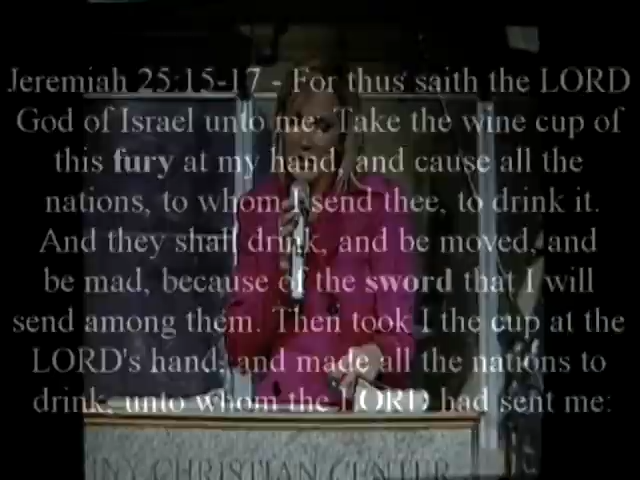 Jeremiah 25:15-17 - For thus saith the LORD
God of Israel unto me; Take the wine cup of
this fury at my hand, and cause all the
nations, to whom I send thee, to drink it.
And they shall drink, and be moved, and
be mad, because of the sword that I will
send among them. Then took I the cup at the
LORD's hand, and made all the nations to
drink, unto whom the LORD had sent me:
CHRISTIAN CENTER